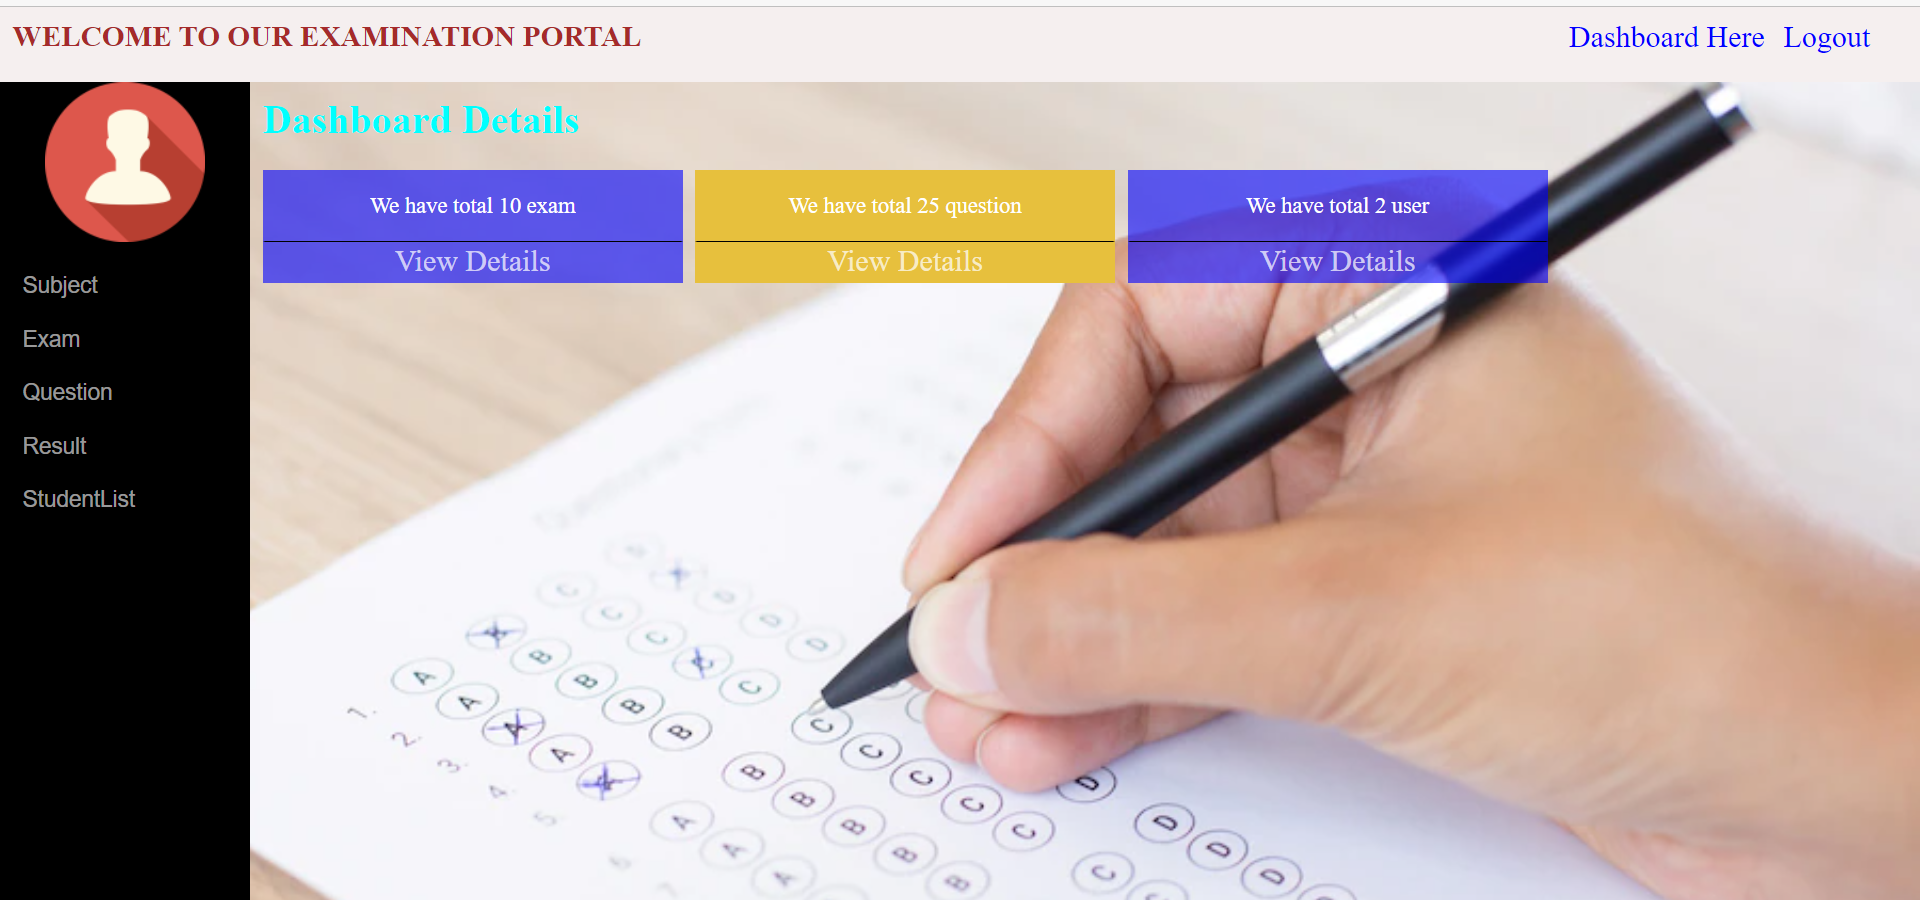 WELCOME TO OUR EXAMINATION PORTAL
Dashboard Here Logout
Dashboard Details
We have total 10 exam
We have total 25 question
We have total 2 user
View Details
View Details
View Details
Subject
Exam
Question
Result
StudentList